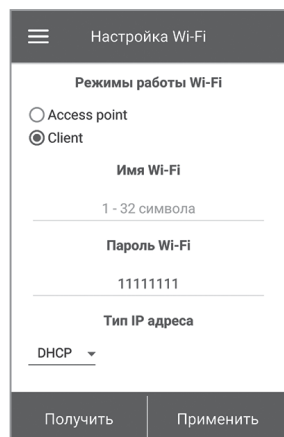 Настройка Wi-Fi
Режимы работы Wi-Fi
Access point
Client
Имя Wi-Fi
1 - 32 символа
Пароль Wi-Fi
11111111
Тип IP адреса
DHCP
Получить Применить